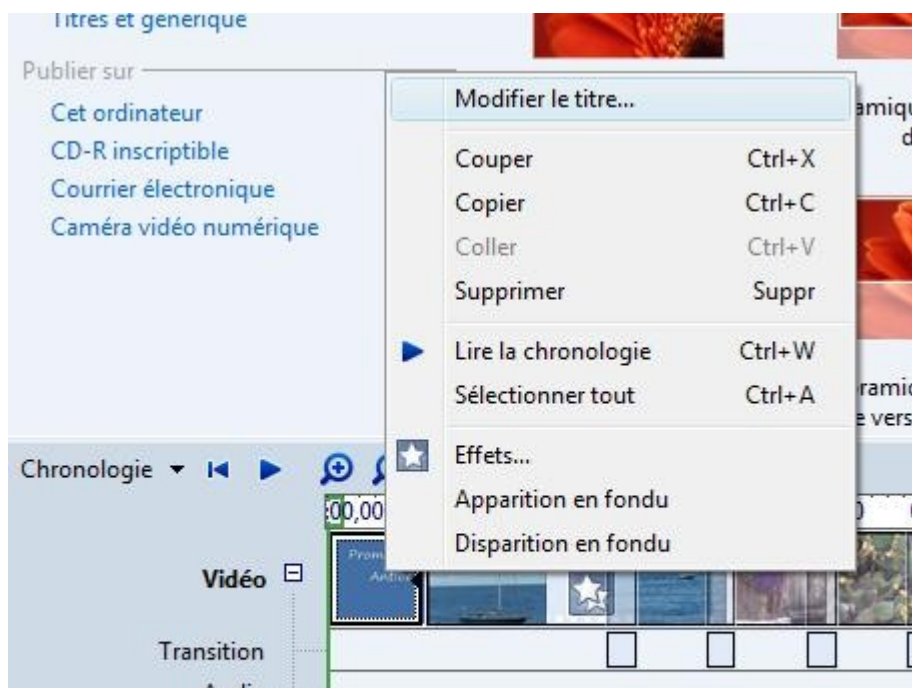 Titres et générique
Publier sur
Cet ordinateur
CD-R inscriptible
Courrier électronique
Caméra vidéo numérique
Modifier le titre...
Couper Ctrl+X
Copier Ctrl+C
Coller Ctrl+V
Supprimer Suppr
Lire la chronologie Ctrl+W
Sélectionner tout Ctrl+A
Effets...
Apparition en fondu
Disparition en fondu
Chronologie
Vidéo
Transition